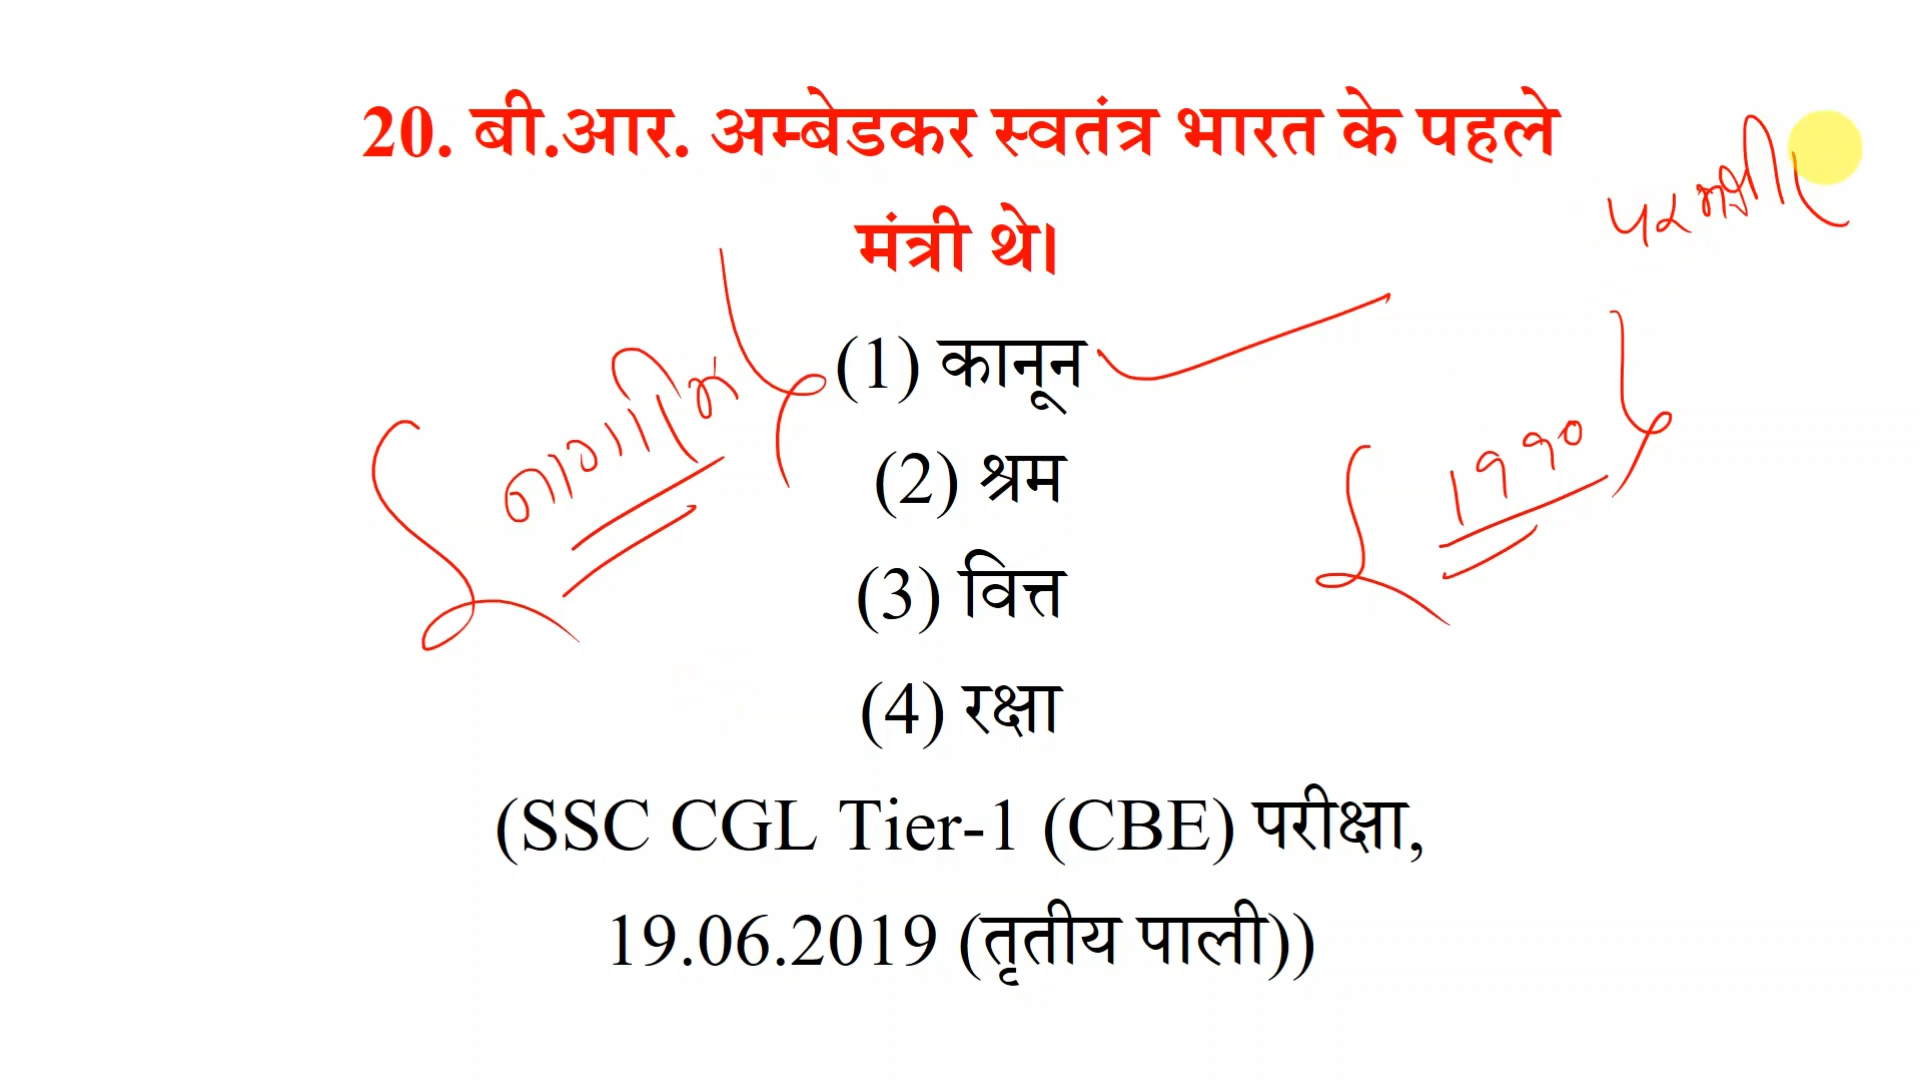 20. बी.आर. अम्बेडकर स्वतंत्र भारत के पहले
मंत्री थे।
(1) कानून
(2) श्रम
(3) वित्त
(4) रक्षा
(SSC CGL Tier-1 (CBE) परीक्षा,
19.06.2019 (तृतीय पाली))
1990